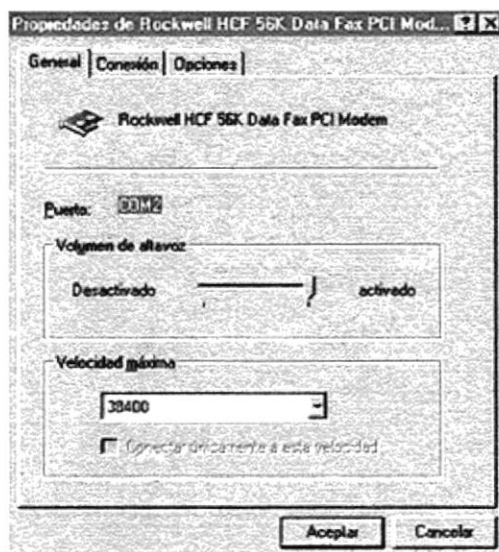 Propiedades de Rockwell HCF 56K Data Fax PCI Mod...
General Conexión Opciones
Rockwell HCF 56K Data Fax PCI Modem
Puerto: COM2
Volumen de altavoz
Desactivado activado
Velocidad máxima
38400
Conectar únicamente a esta velocidad
Aceptar Cancelar